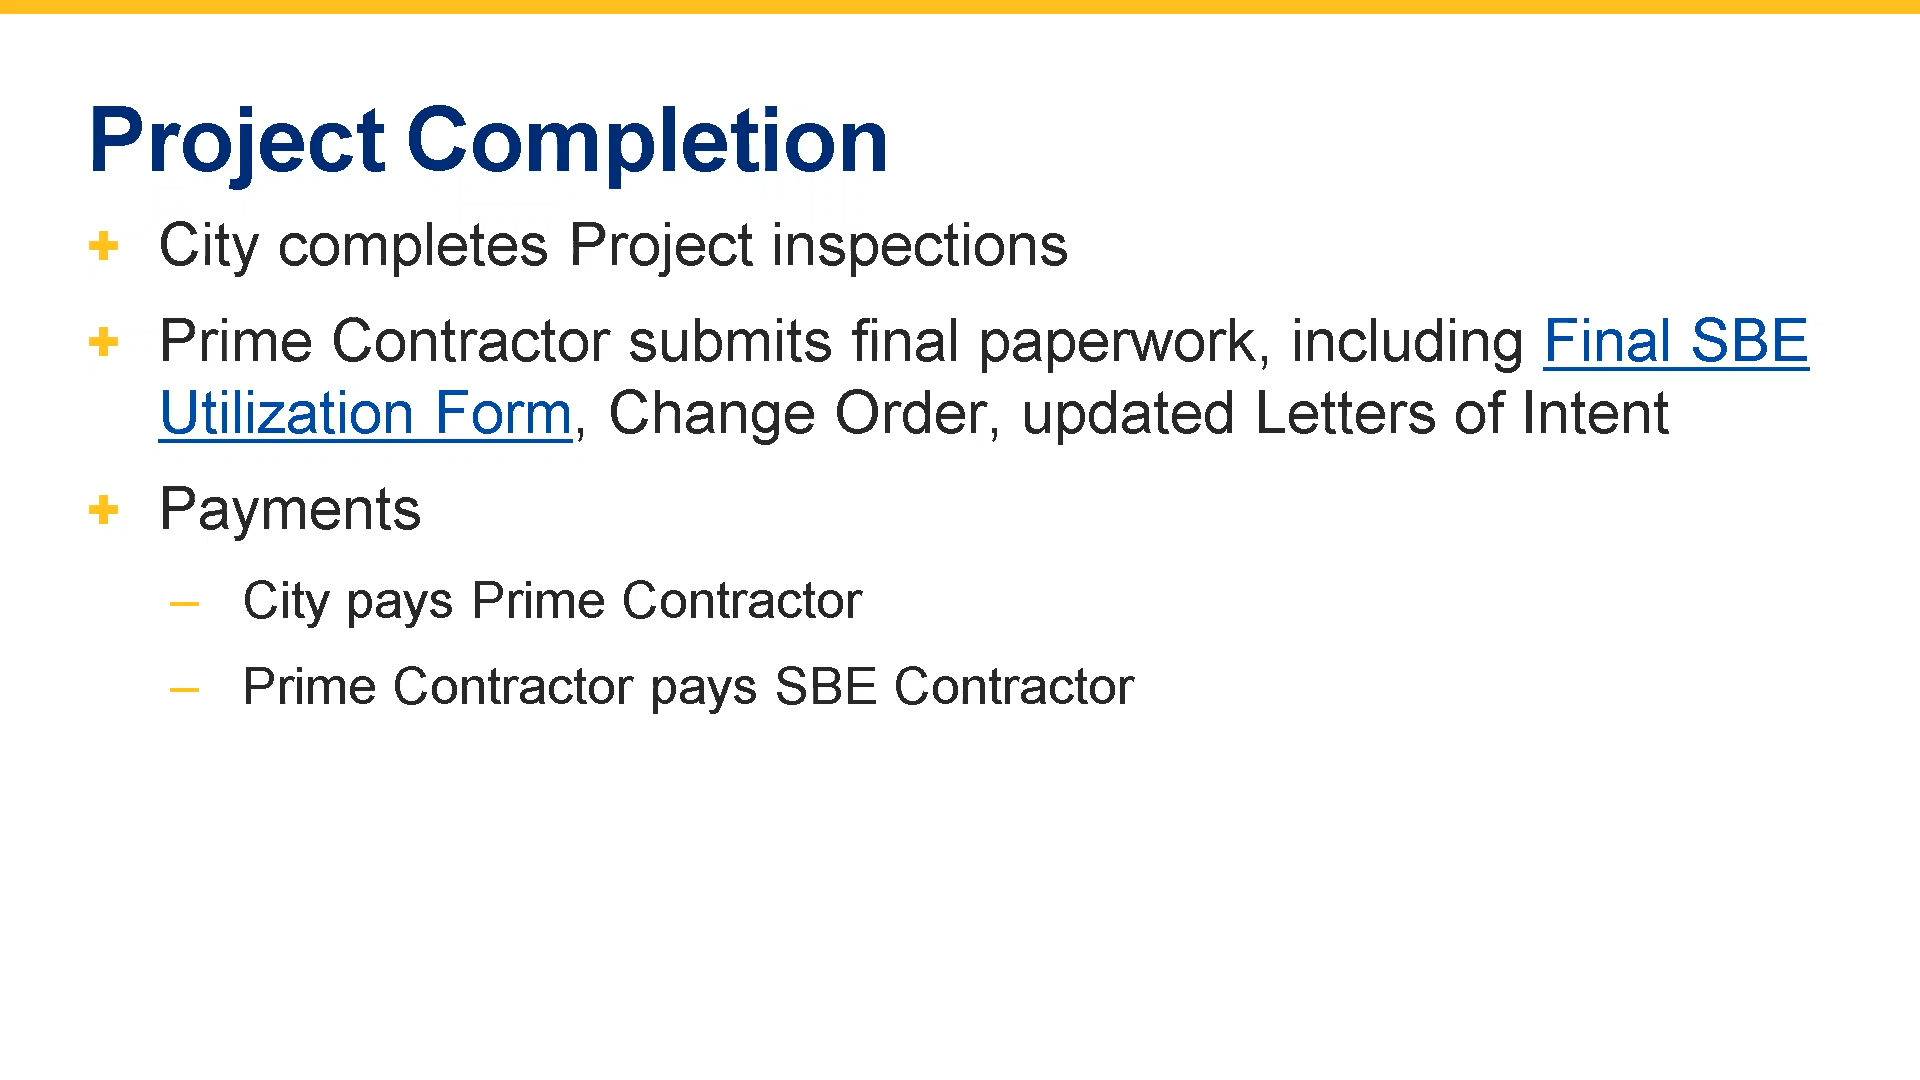 Project Completion
City completes Project inspections
Prime Contractor submits final paperwork, including Final SBE
Utilization Form, Change Order, updated Letters of Intent
Payments
– City pays Prime Contractor
– Prime Contractor pays SBE Contractor